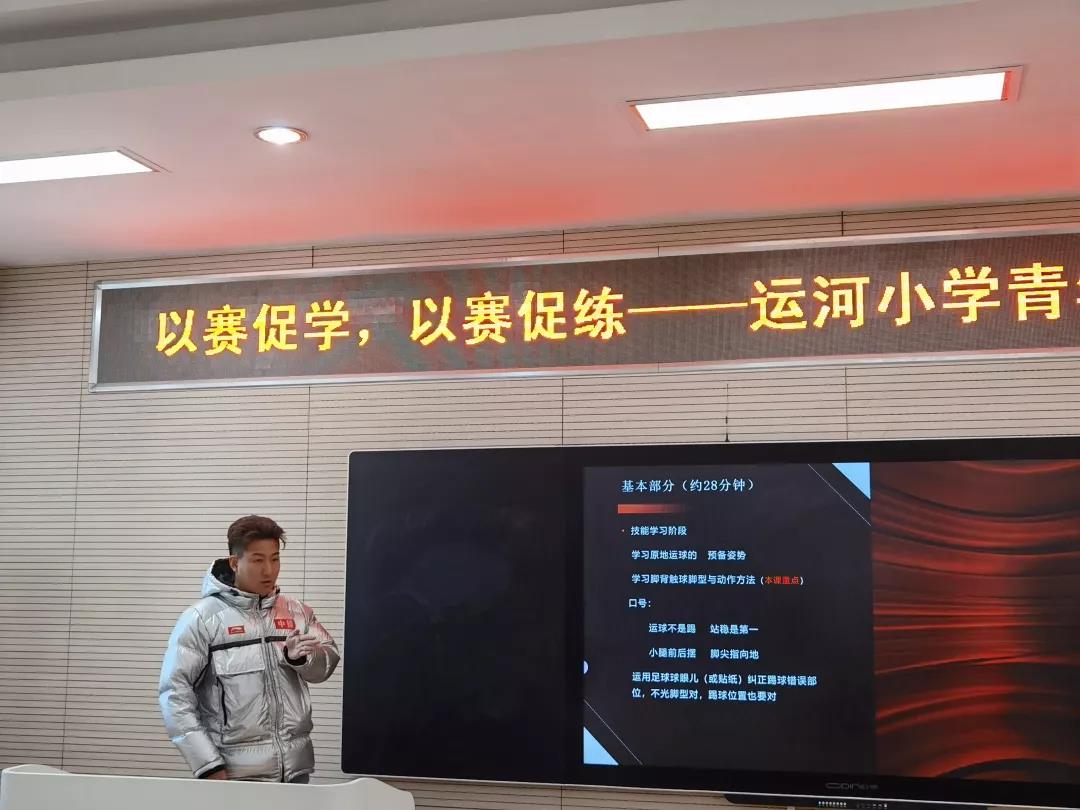 以赛促学，以赛促练——运河小学青
基本部分（约28分钟）
· 技能学习阶段
学习原地运球的 预备姿势
学习脚背触球脚型与动作方法（本课重点）
口号：
运球不是踢 站稳是第一
小腿前后摆 脚尖指向地
运用足球球眼儿（或贴纸）纠正踢球错误部
位，不光脚型对，踢球位置也要对
中国